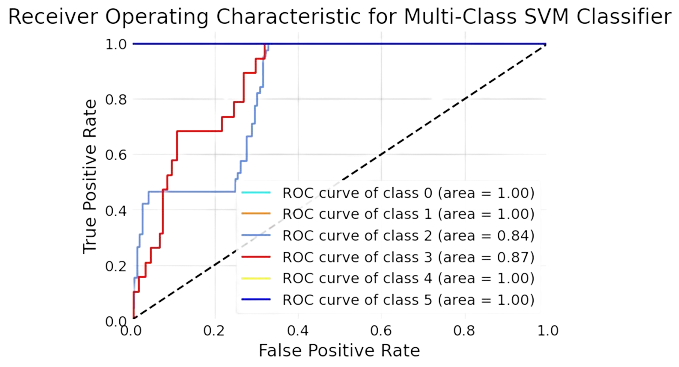 Receiver Operating Characteristic for Multi-Class SVM Classifier
1.0
0.8
0.6
0.4
0.2
0.0
True Positive Rate
ROC curve of class 0 (area = 1.00)
ROC curve of class 1 (area = 1.00)
ROC curve of class 2 (area = 0.84)
ROC curve of class 3 (area = 0.87)
ROC curve of class 4 (area = 1.00)
ROC curve of class 5 (area = 1.00)
0.0 0.2 0.4 0.6 0.8 1.0
False Positive Rate